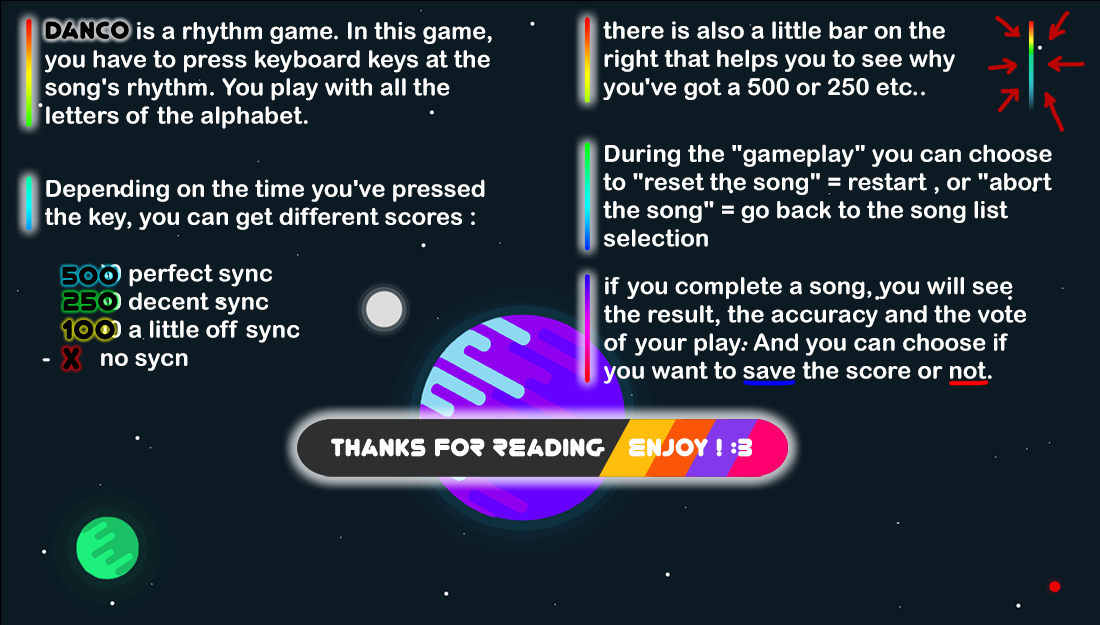 DANCO is a rhythm game. In this game,
you have to press keyboard keys at the
song's rhythm. You play with all the
letters of the alphabet.
Depending on the time you've pressed
the key, you can get different scores :
500 perfect sync
250 decent sync
100 a little off sync
- X no sycn
there is also a little bar on the
right that helps you to see why
you've got a 500 or 250 etc..
During the "gameplay" you can choose
to "reset the song" = restart , or "abort
the song" = go back to the song list
selection
if you complete a song, you will see
the result, the accuracy and the vote
of your play. And you can choose if
you want to save the score or not.
THANKS FOR READING ENJOY ! :3